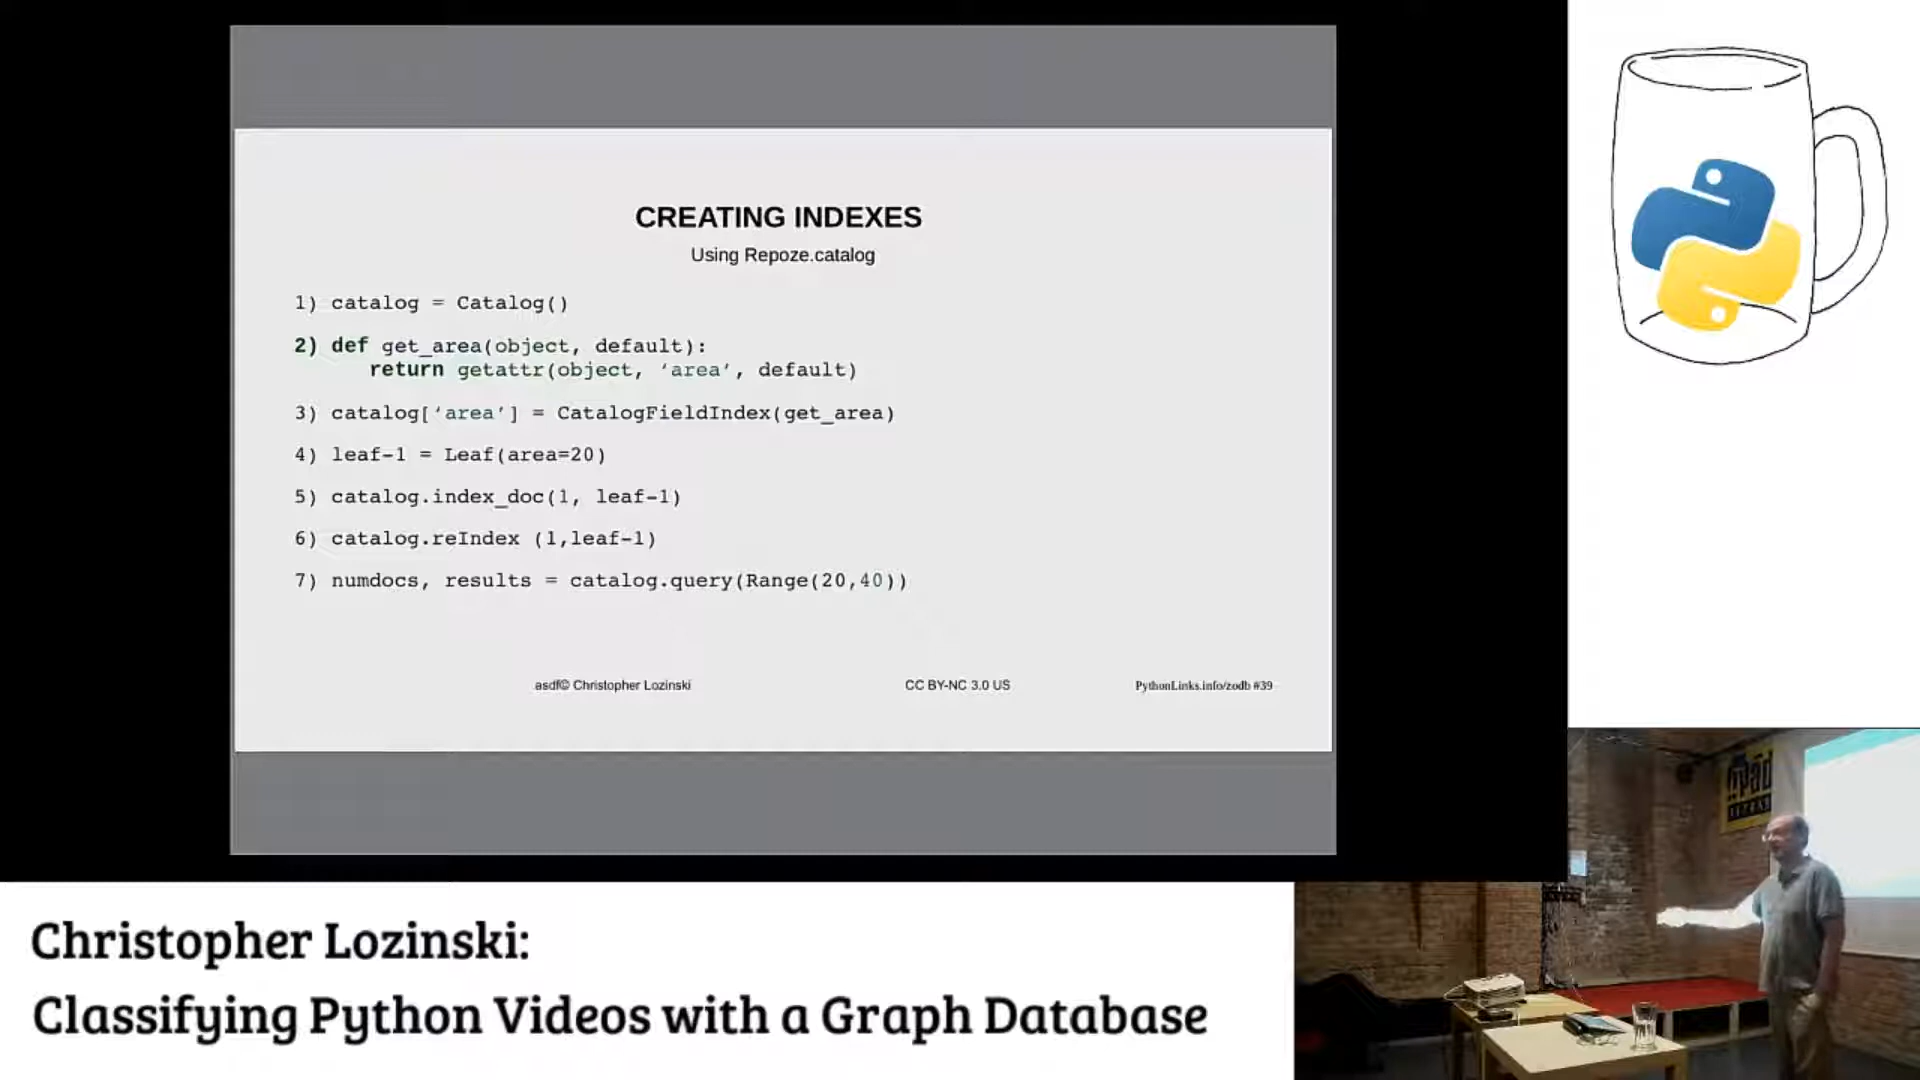 CREATING INDEXES
Using Repoze.catalog
1) catalog = Catalog()
2) def get_area(object, default):
return getattr(object, ‘area’, default)
3) catalog[‘area’] = CatalogFieldIndex(get_area)
4) leaf-1 = Leaf(area=20)
5) catalog.index_doc(1, leaf-1)
6) catalog.reIndex (1,leaf-1)
7) numdocs, results = catalog.query(Range(20,40))
asdf© Christopher Lozinski
CC BY-NC 3.0 US
PythonLinks.info/zodb #39
Christopher Lozinski:
Classifying Python Videos with a Graph Database